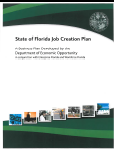 State of Florida Job Creation Plan
A Business Plan Developed by the
Department of Economic Opportunity
in cooperation with Enterprise Florida and Workforce Florida